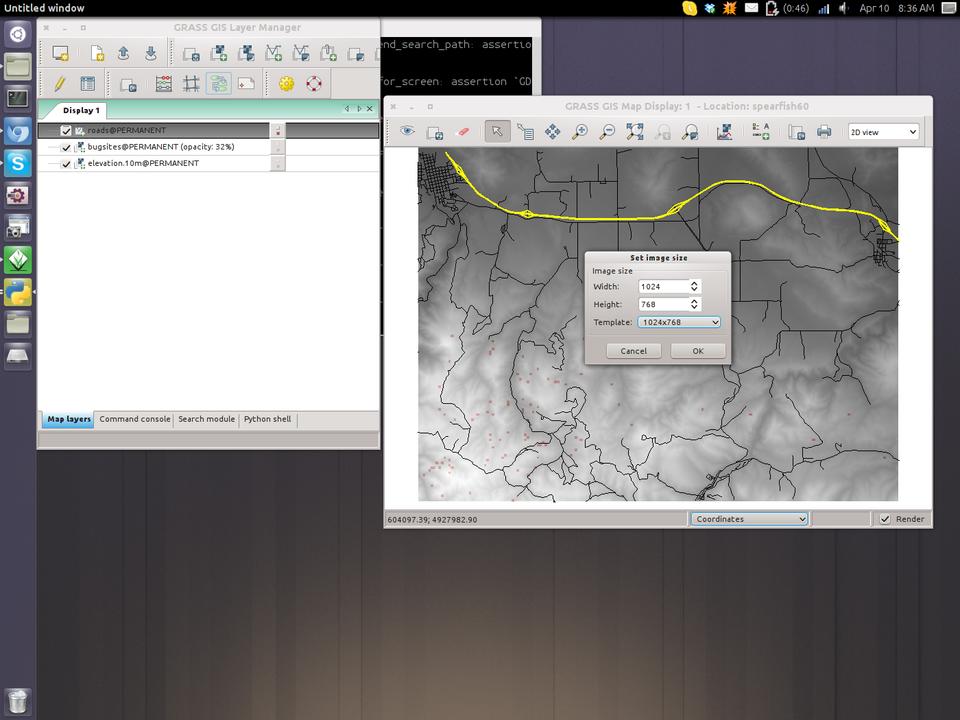 Untitled window
(0:46)
Apr 10
8:36 AM
GRASS GIS Layer Manager
end_search_path: assertio
for_screen: assertion `GD
Display 1
roads@PERMANENT
bugsites@PERMANENT (opacity: 32%)
elevation.10m@PERMANENT
Map layers
Command console
Search module
Python shell
GRASS GIS Map Display: 1 - Location: spearfish60
2D view
Set image size
Image size
Width: 1024
Height: 768
Template: 1024x768
Cancel
OK
604097.39; 4927982.90
Coordinates
Render